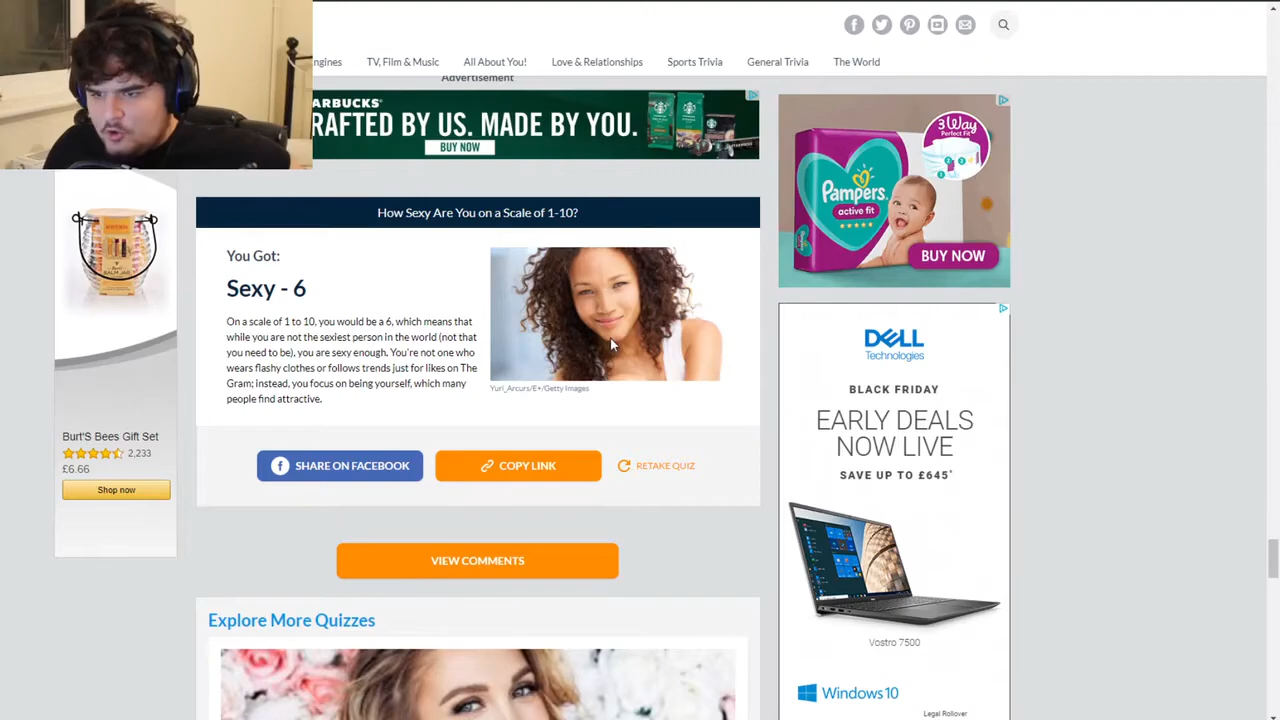 ngines
TV, Film & Music
All About You!
Love & Relationships
Sports Trivia
General Trivia
The World
Advertisement
ARBUCKS®
RAFTED BY US. MADE BY YOU.
BUY NOW
3 Way
Perfect Fit
Pampers
active fit
BUY NOW
How Sexy Are You on a Scale of 1-10?
You Got:
Sexy - 6
On a scale of 1 to 10, you would be a 6, which means that
while you are not the sexiest person in the world (not that
you need to be), you are sexy enough. You're not one who
wears flashy clothes or follows trends just for likes on The
Gram; instead, you focus on being yourself, which many
people find attractive.
Yuri_Arcurs/E+/Getty Images
SHARE ON FACEBOOK
COPY LINK
RETAKE QUIZ
VIEW COMMENTS
Explore More Quizzes
Burt'S Bees Gift Set
2,233
£6.66
Shop now
DELL
Technologies
BLACK FRIDAY
EARLY DEALS
NOW LIVE
SAVE UP TO £645*
Vostro 7500
Windows 10
Legal Rollover